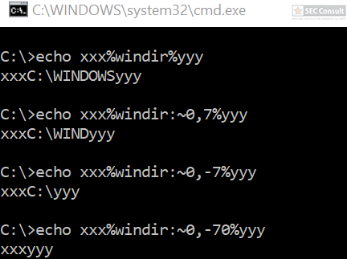 C:\WINDOWS\system32\cmd.exe
SEC Consult
C:\>echo xxx%windir%yyy
xxxC:\WINDOWSyyy
C:\>echo xxx%windir:~0,7%yyy
xxxC:\WINDyyy
C:\>echo xxx%windir:~0,-7%yyy
xxxC:\yyy
C:\>echo xxx%windir:~0,-70%yyy
xxxyyy